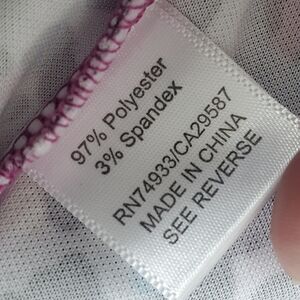 97% Polyester
3% Spandex
RN74933/CA29587
MADE IN CHINA
SEE REVERSE